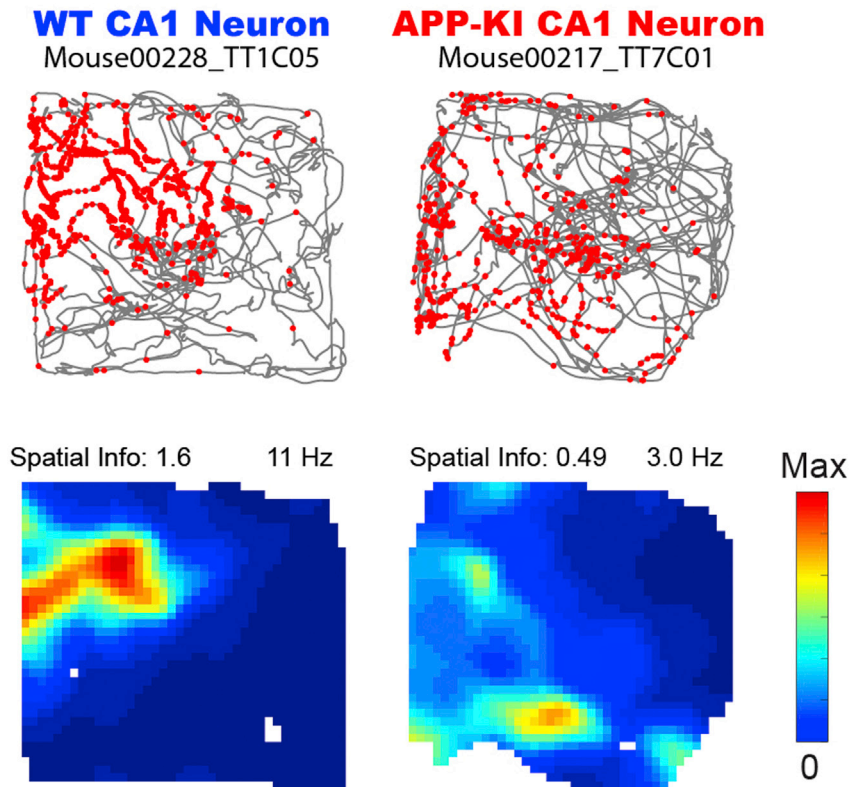 WT CA1 Neuron
Mouse00228_TT1C05
APP-KI CA1 Neuron
Mouse00217_TT7C01
Spatial Info: 1.6 11 Hz
Spatial Info: 0.49 3.0 Hz
Max
0